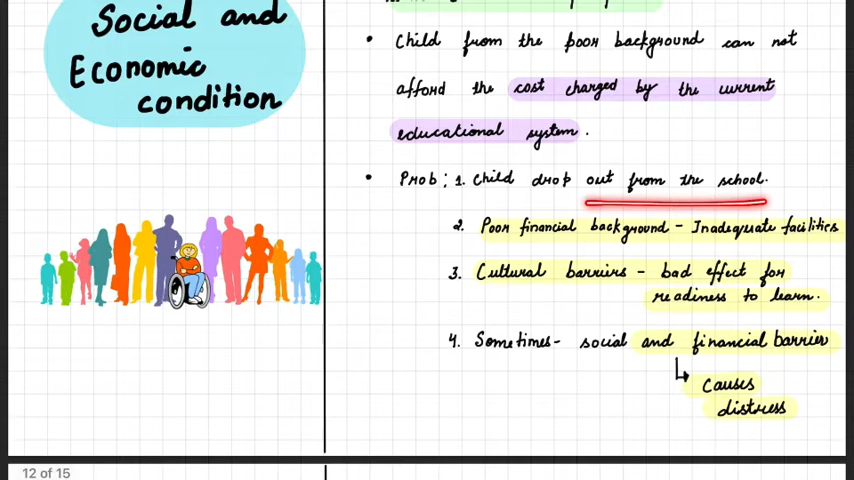 Social and
Economic
condition
• Child from the poor background can not
afford the cost charged by the current
educational system.
• Prob: 1. Child drop out from the school.
2. Poor financial background - Inadequate facilities
3. Cultural barriers - bad effect for
readiness to learn.
4. Sometimes - social and financial barrier
↳ causes
distress
12 of 15